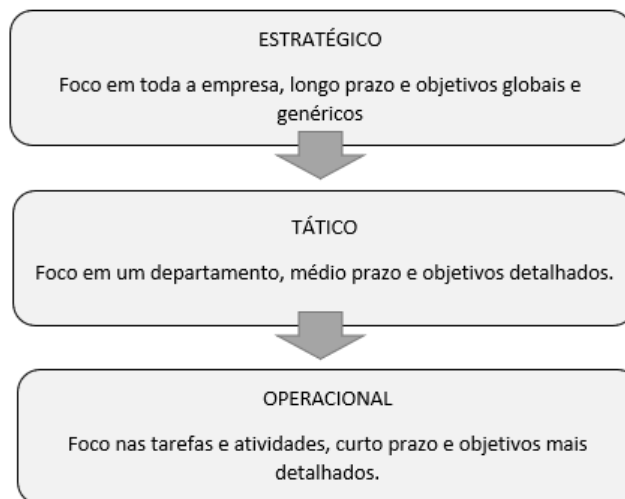 ESTRATÉGICO
Foco em toda a empresa, longo prazo e objetivos globais e
genéricos
TÁTICO
Foco em um departamento, médio prazo e objetivos detalhados.
OPERACIONAL
Foco nas tarefas e atividades, curto prazo e objetivos mais
detalhados.